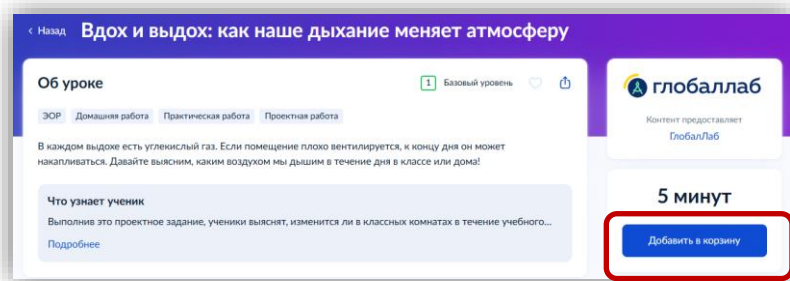 ‹ Назад Вдох и выдох: как наше дыхание меняет атмосферу
Об уроке
1 Базовый уровень
ЭОР Домашняя работа Практическая работа Проектная работа
В каждом выдохе есть углекислый газ. Если помещение плохо вентилируется, к концу дня он может
накапливаться. Давайте выясним, каким воздухом мы дышим в течение дня в классе или дома!
Что узнает ученик
Выполнив это проектное задание, ученики выяснят, изменится ли в классных комнатах в течение учебного...
Подробнее
глобаллаб
Контент предоставляет
ГлобалЛаб
5 минут
Добавить в корзину